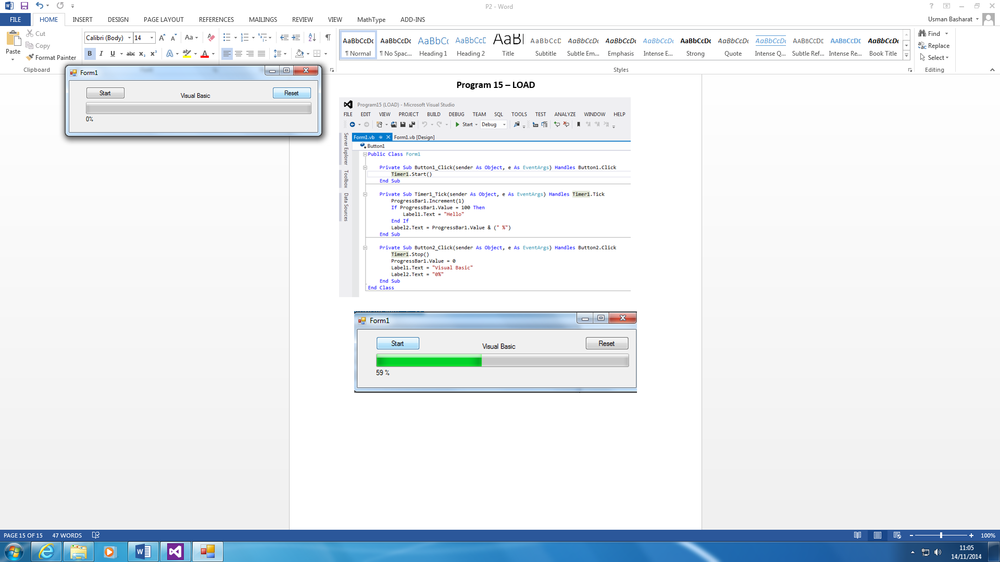 P2 - Word
FILE HOME INSERT DESIGN PAGE LAYOUT REFERENCES MAILINGS REVIEW VIEW MathType ADD-INS Usman Basharat
Paste
Cut
Copy
Format Painter
Clipboard
Calibri (Body) 14
AaBbCcDc ¶ Normal
AaBbCcDc ¶ No Spac...
AaBbCc Heading 1
AaBbCcD Heading 2
AaBl Title
AaBbCcD Subtitle
AaBbCcDc Subtle Em...
AaBbCcDc Emphasis
AaBbCcDc Intense E...
AaBbCcDc Strong
AaBbCcDc Quote
AaBbCcDc Intense Q...
AABBCCDE Subtle Ref...
AABBCCDE Intense Re...
AaBbCcDc Book Title
Styles
Find
Replace
Select
Editing
Form1
Start Visual Basic Reset
0%
Program 15 – LOAD
Program15 (LOAD) - Microsoft Visual Studio
FILE EDIT VIEW PROJECT BUILD DEBUG TEAM SQL TOOLS TEST ANALYZE WINDOW HELP
Start Debug
Server Explorer
Toolbox
Data Sources
Form1.vb Form1.vb [Design]
Button1
Public Class Form1
Private Sub Button1_Click(sender As Object, e As EventArgs) Handles Button1.Click
Timer1.Start()
End Sub
Private Sub Timer1_Tick(sender As Object, e As EventArgs) Handles Timer1.Tick
ProgressBar1.Increment(1)
If ProgressBar1.Value = 100 Then
Label1.Text = "Hello"
End If
Label2.Text = ProgressBar1.Value & (" %")
End Sub
Private Sub Button2_Click(sender As Object, e As EventArgs) Handles Button2.Click
Timer1.Stop()
ProgressBar1.Value = 0
Label1.Text = "Visual Basic"
Label2.Text = "0%"
End Sub
End Class
Form1
Start Visual Basic Reset
59 %
PAGE 15 OF 15 47 WORDS 100%
11:05
14/11/2014